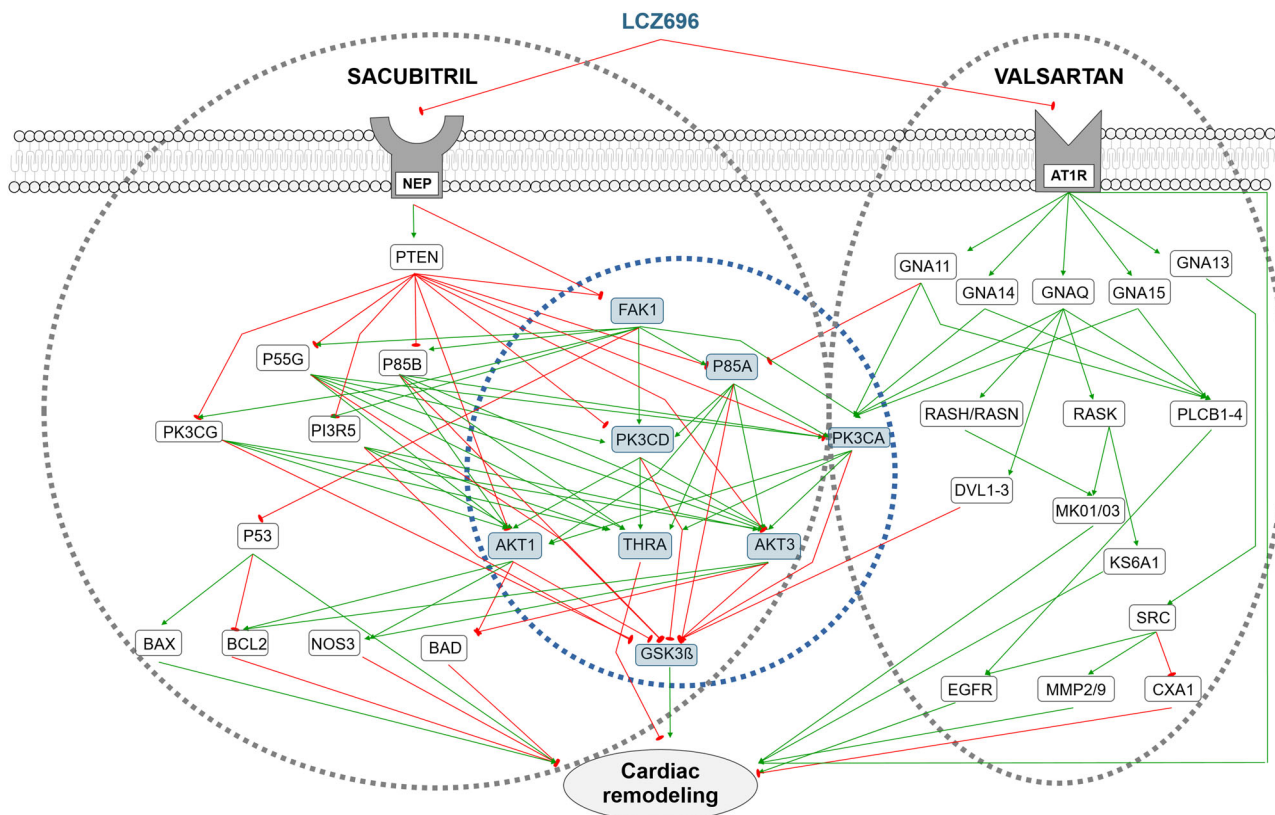 LCZ696
SACUBITRIL
VALSARTAN
NEP
AT1R
PTEN
GNA11
GNA13
GNA14
GNAQ
GNA15
FAK1
P55G
P85B
P85A
RASH/RASN
RASK
PLCB1-4
PK3CG
PI3R5
PK3CD
PK3CA
DVL1-3
MK01/03
P53
AKT1
THRA
AKT3
KS6A1
SRC
BAX
BCL2
NOS3
BAD
GSK3ß
EGFR
MMP2/9
CXA1
Cardiac
remodeling